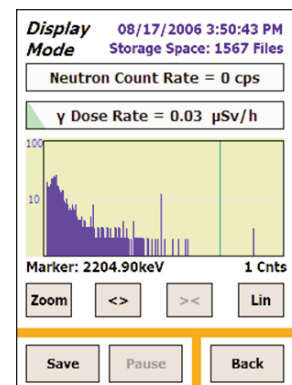 Display 08/17/2006 3:50:43 PM
Mode Storage Space: 1567 Files
Neutron Count Rate = 0 cps
γ Dose Rate = 0.03 µSv/h
100
10
Marker: 2204.90keV 1 Cnts
Zoom <> >< Lin
Save Pause Back